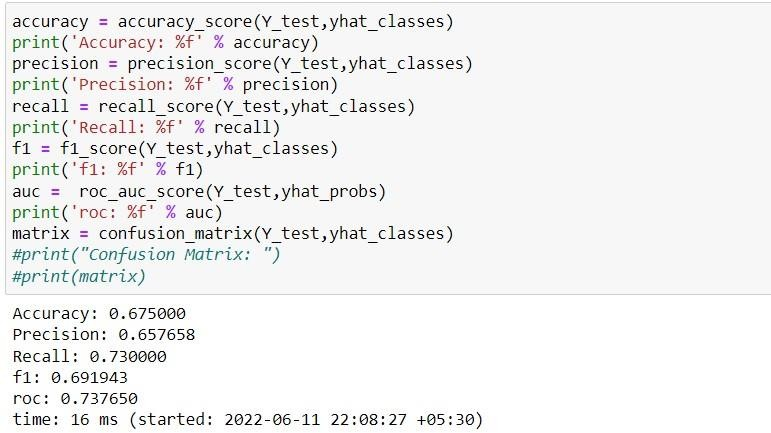 accuracy = accuracy_score(Y_test,yhat_classes)
print('Accuracy: %f' % accuracy)
precision = precision_score(Y_test,yhat_classes)
print('Precision: %f' % precision)
recall = recall_score(Y_test,yhat_classes)
print('Recall: %f' % recall)
f1 = f1_score(Y_test,yhat_classes)
print('f1: %f' % f1)
auc =  roc_auc_score(Y_test,yhat_probs)
print('roc: %f' % auc)
matrix = confusion_matrix(Y_test,yhat_classes)
#print("Confusion Matrix: ")
#print(matrix)
Accuracy: 0.675000
Precision: 0.657658
Recall: 0.730000
f1: 0.691943
roc: 0.737650
time: 16 ms (started: 2022-06-11 22:08:27 +05:30)